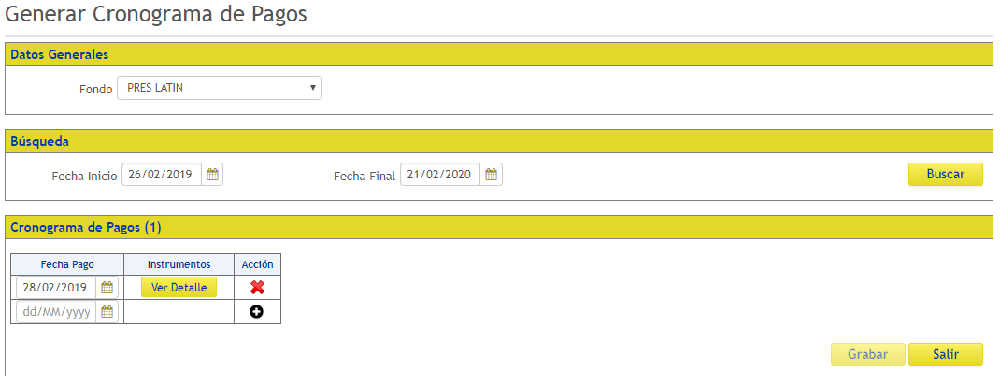 Generar Cronograma de Pagos
Datos Generales
Fondo PRES LATIN
Búsqueda
Fecha Inicio 26/02/2019 Fecha Final 21/02/2020 Buscar
Cronograma de Pagos (1)
Fecha Pago Instrumentos Acción
28/02/2019 Ver Detalle
dd/MM/yyyy
Grabar Salir